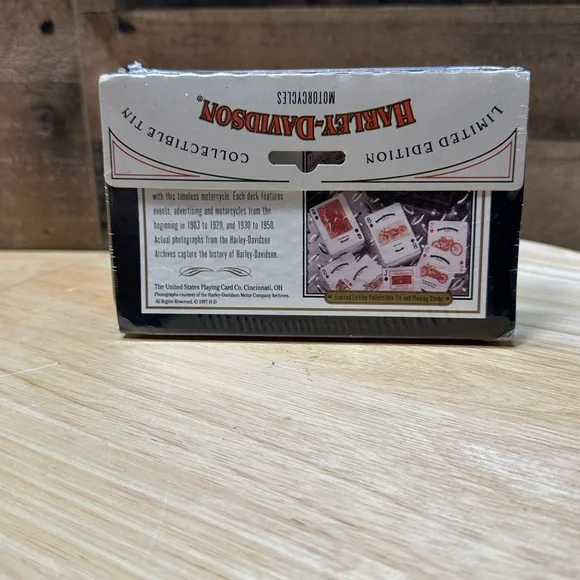 LIMITED EDITION
HARLEY-DAVIDSON®
MOTORCYCLES
COLLECTIBLE TIN
with this timeless motorcycle. Each deck features
events, advertising and motorcycles from the
beginning in 1903 to 1929, and 1930 to 1950.
Actual photographs from the Harley-Davidson
Archives capture the history of Harley-Davidson.
The United States Playing Card Co. Cincinnati, OH
Photographs courtesy of the Harley-Davidson Motor Company Archives.
All Rights Reserved. © 1997 H-D
Limited Edition Collectible Tin and Playing Cards